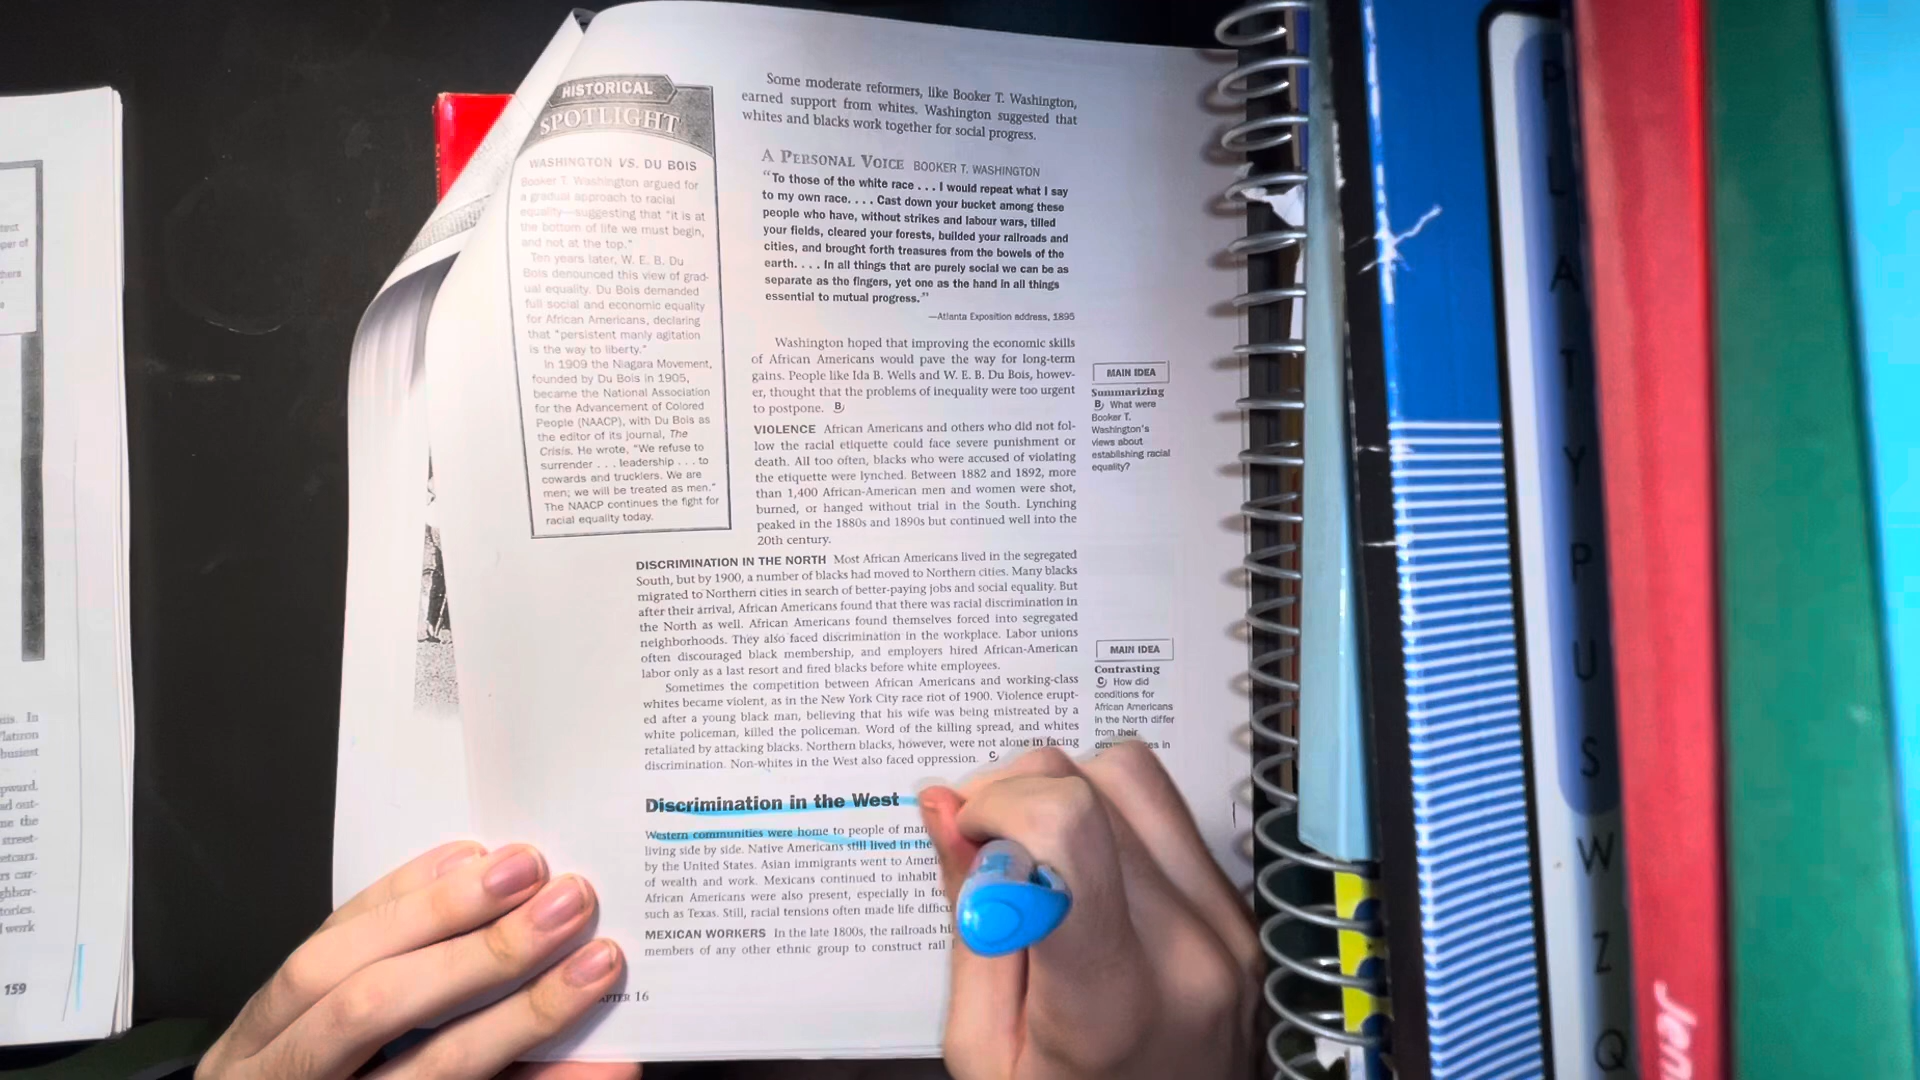 HISTORICAL
SPOTLIGHT
WASHINGTON VS. DU BOIS
Booker T. Washington argued for
a gradual approach to racial
equality—suggesting that "it is at
the bottom of life we must begin,
and not at the top."
Ten years later, W. E. B. Du
Bois denounced this view of grad-
ual equality. Du Bois demanded
full social and economic equality
for African Americans, declaring
that "persistent manly agitation
is the way to liberty."
In 1909 the Niagara Movement,
founded by Du Bois in 1905,
became the National Association
for the Advancement of Colored
People (NAACP), with Du Bois as
the editor of its journal, The
Crisis. He wrote, "We refuse to
surrender . . . leadership . . . to
cowards and trucklers. We are
men; we will be treated as men."
The NAACP continues the fight for
racial equality today.
Some moderate reformers, like Booker T. Washington,
earned support from whites. Washington suggested that
whites and blacks work together for social progress.
A PERSONAL VOICE BOOKER T. WASHINGTON
"To those of the white race . . . I would repeat what I say
to my own race. . . . Cast down your bucket among these
people who have, without strikes and labour wars, tilled
your fields, cleared your forests, builded your railroads and
cities, and brought forth treasures from the bowels of the
earth. . . . In all things that are purely social we can be as
separate as the fingers, yet one as the hand in all things
essential to mutual progress."
—Atlanta Exposition address, 1895
Washington hoped that improving the economic skills
of African Americans would pave the way for long-term
gains. People like Ida B. Wells and W. E. B. Du Bois, howev-
er, thought that the problems of inequality were too urgent
to postpone. B
MAIN IDEA
Summarizing
B What were
Booker T.
Washington's
views about
establishing racial
equality?
VIOLENCE African Americans and others who did not fol-
low the racial etiquette could face severe punishment or
death. All too often, blacks who were accused of violating
the etiquette were lynched. Between 1882 and 1892, more
than 1,400 African-American men and women were shot,
burned, or hanged without trial in the South. Lynching
peaked in the 1880s and 1890s but continued well into the
20th century.
DISCRIMINATION IN THE NORTH Most African Americans lived in the segregated
South, but by 1900, a number of blacks had moved to Northern cities. Many blacks
migrated to Northern cities in search of better-paying jobs and social equality. But
after their arrival, African Americans found that there was racial discrimination in
the North as well. African Americans found themselves forced into segregated
neighborhoods. They also faced discrimination in the workplace. Labor unions
often discouraged black membership, and employers hired African-American
labor only as a last resort and fired blacks before white employees.
Sometimes the competition between African Americans and working-class
whites became violent, as in the New York City race riot of 1900. Violence erupt-
ed after a young black man, believing that his wife was being mistreated by a
white policeman, killed the policeman. Word of the killing spread, and whites
retaliated by attacking blacks. Northern blacks, however, were not alone in facing
discrimination. Non-whites in the West also faced oppression. C
MAIN IDEA
Contrasting
C How did
conditions for
African Americans
in the North differ
from their
in
Discrimination in the West
Western communities were home to people of
living side by side. Native Americans still lived in the
by the United States. Asian immigrants went to
of wealth and work. Mexicans continued to inhabit
African Americans were also present, especially in
such as Texas. Still, racial tensions often made life
MEXICAN WORKERS In the late 1800s, the railroads
members of any other ethnic group to construct rail
16
159
PLATYPUS
W
Z
Q
Jen